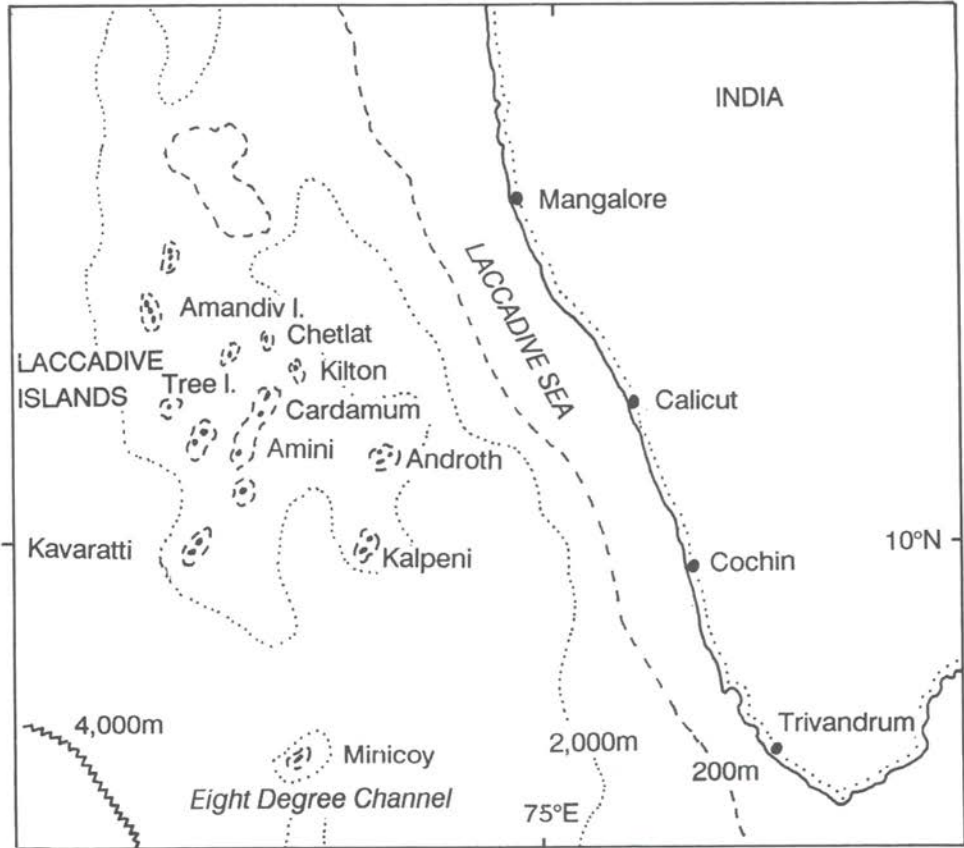 INDIA
Mangalore
LACCADIVE SEA
Amandiv I.
Chetlat
LACCADIVE
ISLANDS
Tree I.
Kilton
Cardamum
Calicut
Amini
Androth
Kavaratti
Kalpeni
10°N
Cochin
4,000m
Trivandrum
Minicoy
2,000m
200m
Eight Degree Channel
75°E